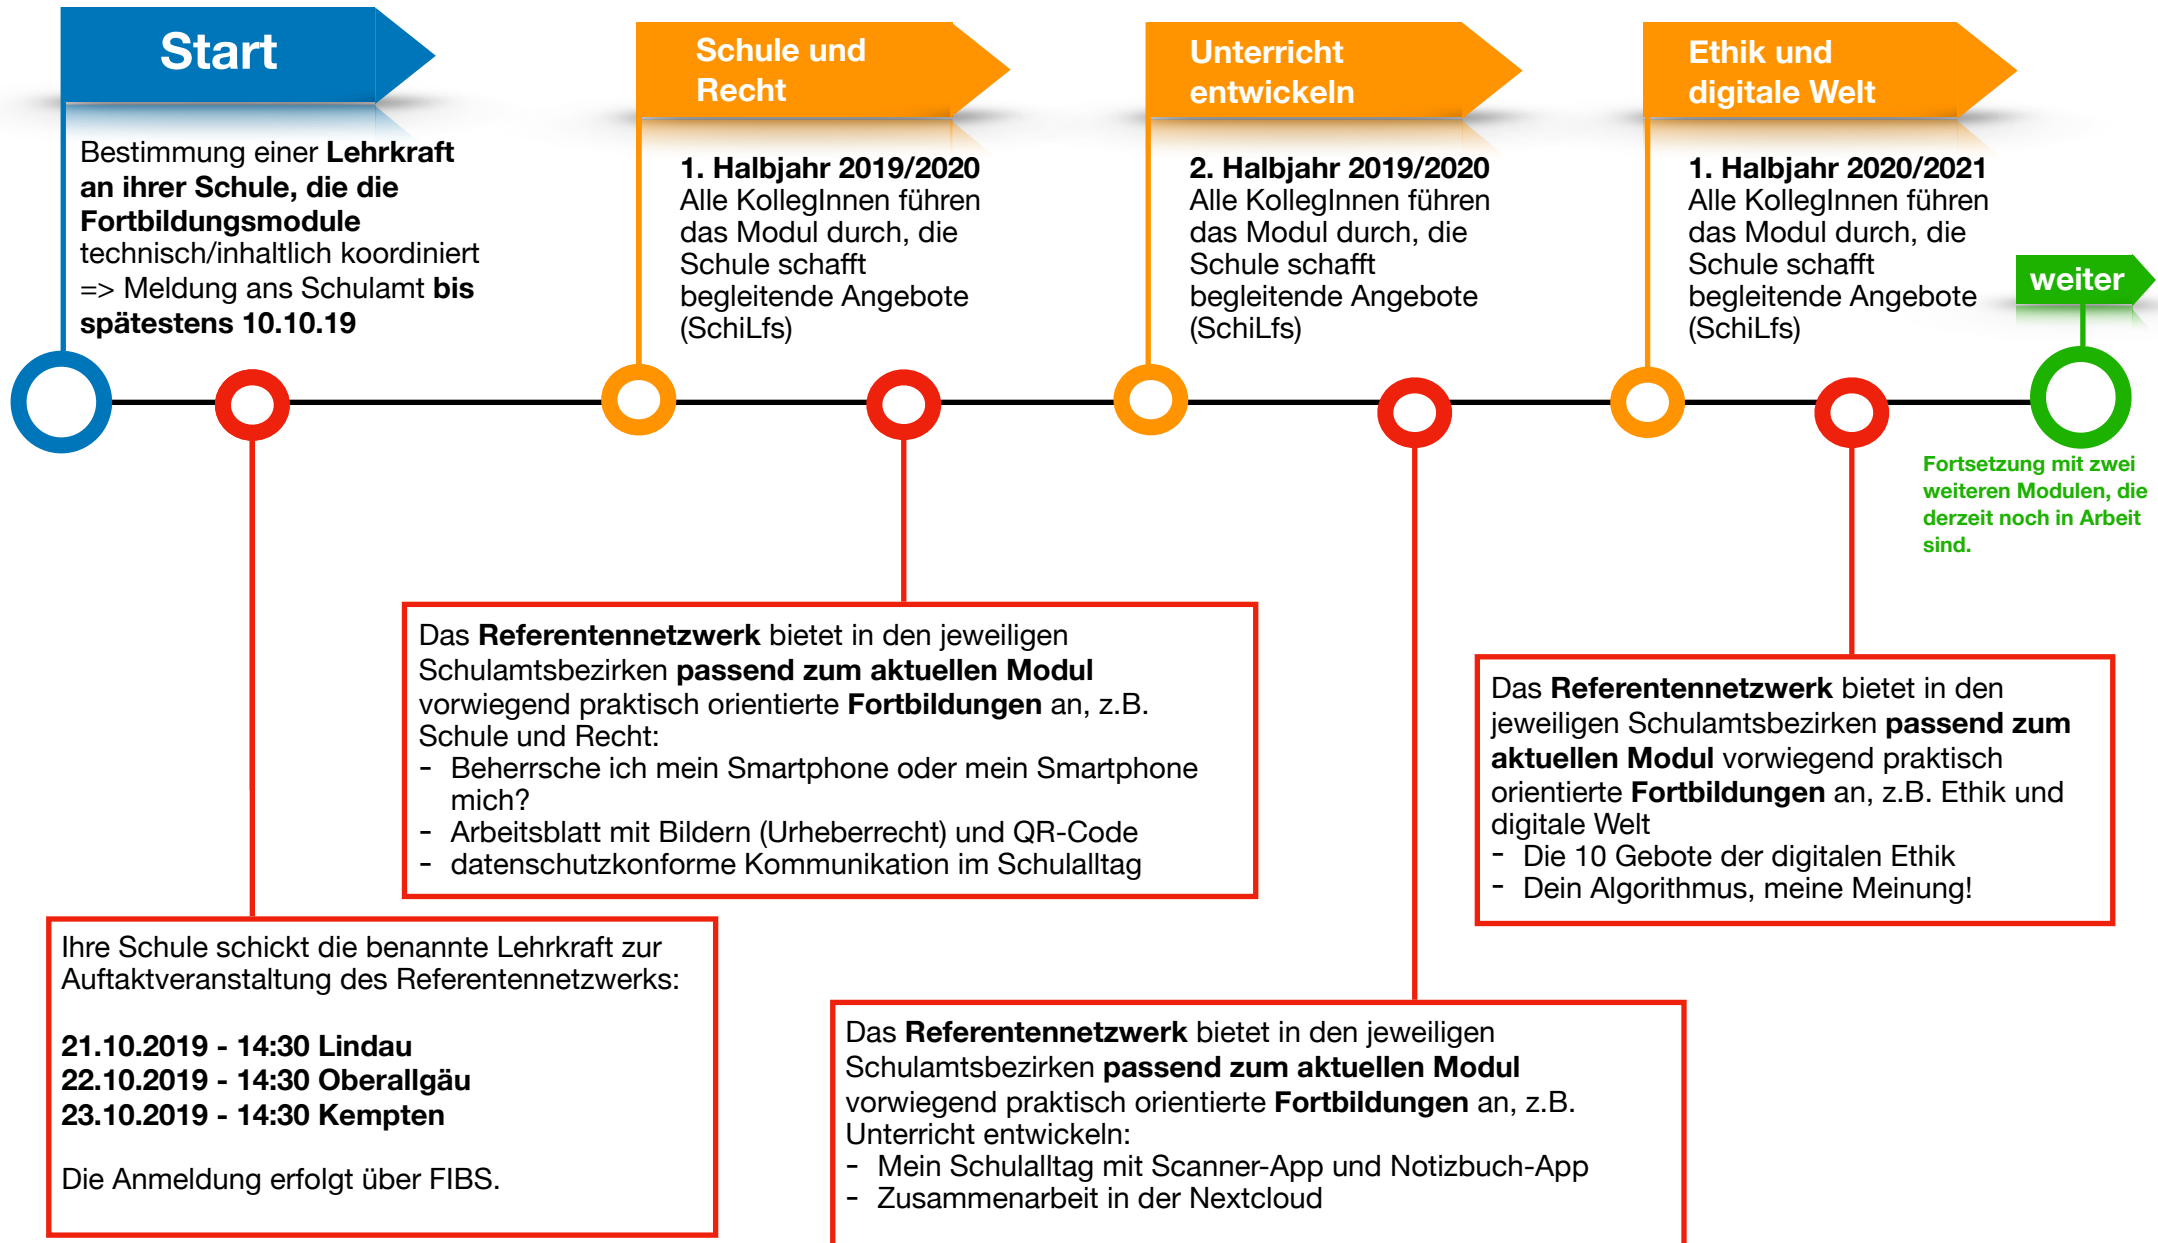 Start
Bestimmung einer Lehrkraft
an ihrer Schule, die die
Fortbildungsmodule
technisch/inhaltlich koordiniert
=> Meldung ans Schulamt bis
spätestens 10.10.19
Schule und
Recht
1. Halbjahr 2019/2020
Alle KollegInnen führen
das Modul durch, die
Schule schafft
begleitende Angebote
(SchiLfs)
Unterricht
entwickeln
2. Halbjahr 2019/2020
Alle KollegInnen führen
das Modul durch, die
Schule schafft
begleitende Angebote
(SchiLfs)
Ethik und
digitale Welt
1. Halbjahr 2020/2021
Alle KollegInnen führen
das Modul durch, die
Schule schafft
begleitende Angebote
(SchiLfs)
weiter
Fortsetzung mit zwei
weiteren Modulen, die
derzeit noch in Arbeit
sind.
Das Referentennetzwerk bietet in den jeweiligen
Schulamtsbezirken passend zum aktuellen Modul
vorwiegend praktisch orientierte Fortbildungen an, z.B.
Schule und Recht:
- Beherrsche ich mein Smartphone oder mein Smartphone
mich?
- Arbeitsblatt mit Bildern (Urheberrecht) und QR-Code
- datenschutzkonforme Kommunikation im Schulalltag
Das Referentennetzwerk bietet in den
jeweiligen Schulamtsbezirken passend zum
aktuellen Modul vorwiegend praktisch
orientierte Fortbildungen an, z.B. Ethik und
digitale Welt
- Die 10 Gebote der digitalen Ethik
- Dein Algorithmus, meine Meinung!
Ihre Schule schickt die benannte Lehrkraft zur
Auftaktveranstaltung des Referentennetzwerks:
21.10.2019 - 14:30 Lindau
22.10.2019 - 14:30 Oberallgäu
23.10.2019 - 14:30 Kempten
Die Anmeldung erfolgt über FIBS.
Das Referentennetzwerk bietet in den jeweiligen
Schulamtsbezirken passend zum aktuellen Modul
vorwiegend praktisch orientierte Fortbildungen an, z.B.
Unterricht entwickeln:
- Mein Schulalltag mit Scanner-App und Notizbuch-App
- Zusammenarbeit in der Nextcloud